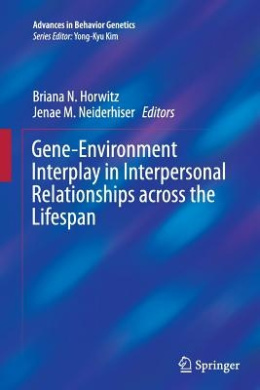 Advances in Behavior Genetics
Series Editor: Yong-Kyu Kim
Briana N. Horwitz
Jenae M. Neiderhiser Editors
Gene-Environment
Interplay in Interpersonal
Relationships across the
Lifespan
Springer